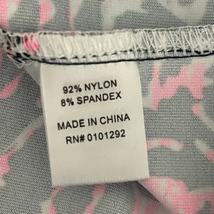 92% NYLON
8% SPANDEX
MADE IN CHINA
RN# 0101292